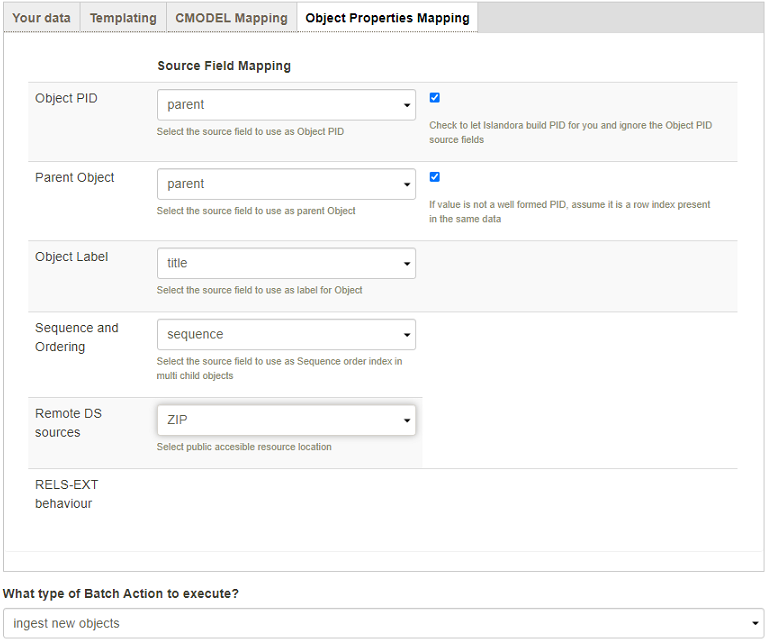 Your data Templating CMODEL Mapping Object Properties Mapping
Source Field Mapping
Object PID
parent
Select the source field to use as Object PID
Check to let Islandora build PID for you and ignore the Object PID
source fields
Parent Object
parent
Select the source field to use as parent Object
If value is not a well formed PID, assume it is a row index present
in the same data
Object Label
title
Select the source field to use as label for Object
Sequence and
Ordering
sequence
Select the source field to use as Sequence order index in
multi child objects
Remote DS
sources
ZIP
Select public accesible resource location
RELS-EXT
behaviour
What type of Batch Action to execute?
ingest new objects